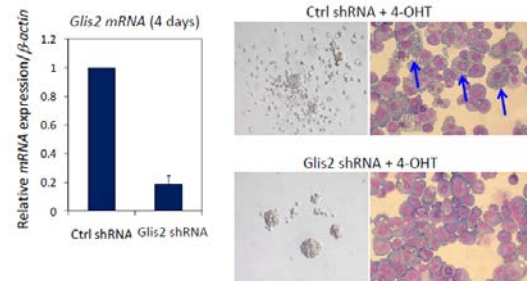 Glis2 mRNA (4 days)
Relative mRNA expression/β-actin
1.2
1
0.8
0.6
0.4
0.2
0
Ctrl shRNA
Glis2 shRNA
Ctrl shRNA + 4-OHT
Glis2 shRNA + 4-OHT